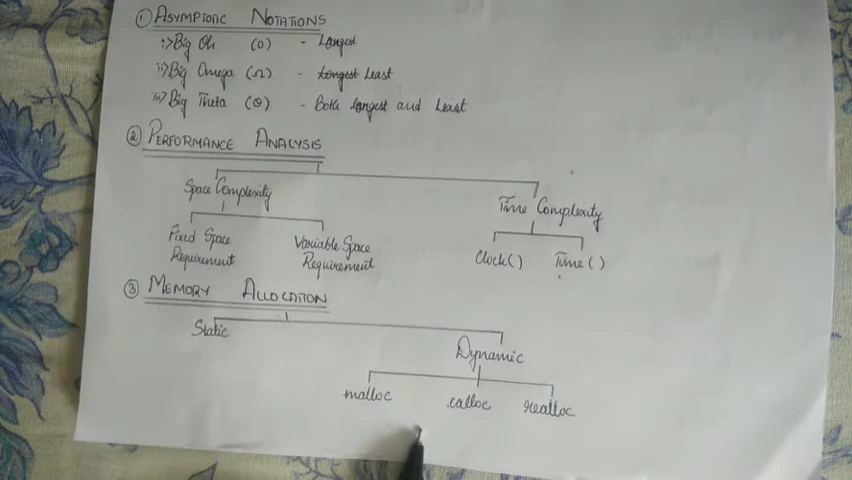 ① ASYMPTOTIC NOTATIONS
i:> Big Oh (O) - Longest
ii:> Big Omega (Ω) - Longest Least
iii:> Big Theta (θ) - Both longest and Least
② PERFORMANCE ANALYSIS
Space Complexity
Time Complexity
Fixed Space Requirement
Variable Space Requirement
Clock()
Time()
③ MEMORY ALLOCATION
Static
Dynamic
malloc
calloc
realloc